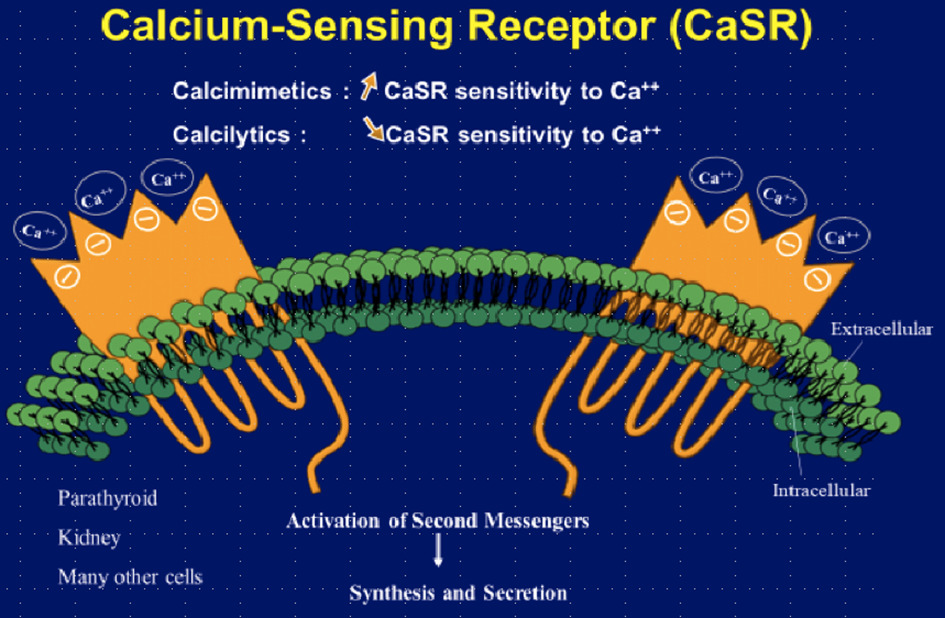 Calcium-Sensing Receptor (CaSR)
Calcimimetics : CaSR sensitivity to Ca⁺⁺
Calcilytics : CaSR sensitivity to Ca⁺⁺
Ca⁺⁺
Ca⁺⁺
Ca⁺⁺
Ca⁺⁺
Ca⁺⁺
Ca⁺⁺
Extracellular
Intracellular
Parathyroid
Kidney
Many other cells
Activation of Second Messengers
Synthesis and Secretion